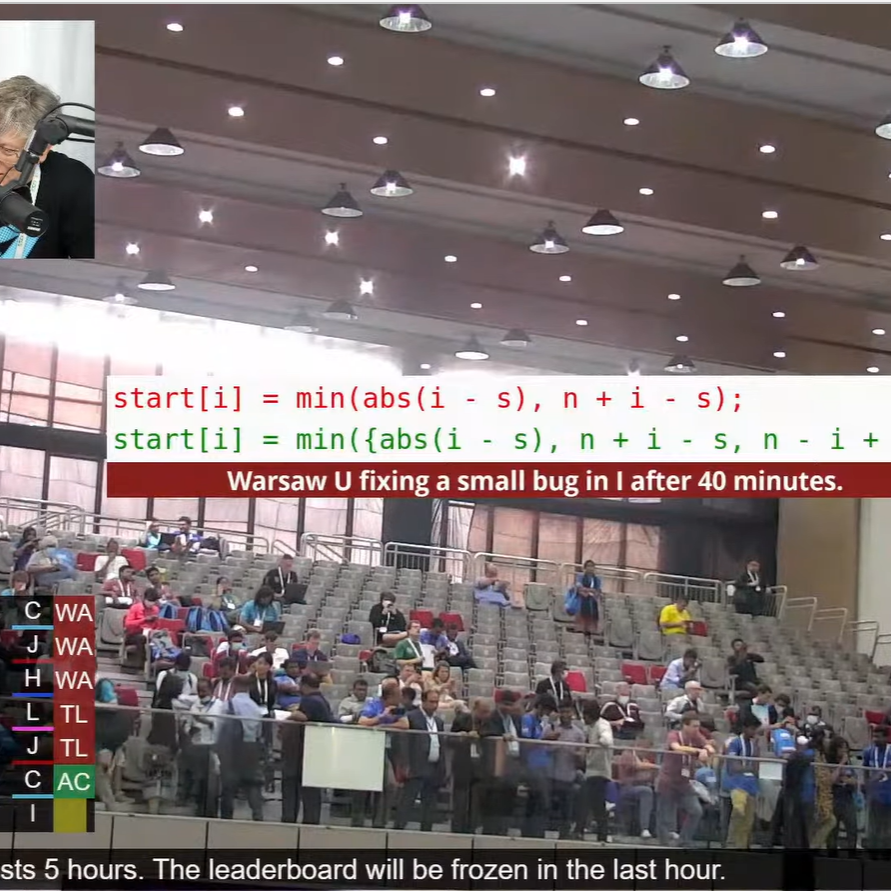 start[i] = min(abs(i - s), n + i - s);
start[i] = min({abs(i - s), n + i - s, n - i +
Warsaw U fixing a small bug in I after 40 minutes.
C WA
J WA
H WA
L TL
J TL
C AC
I
sts 5 hours. The leaderboard will be frozen in the last hour.